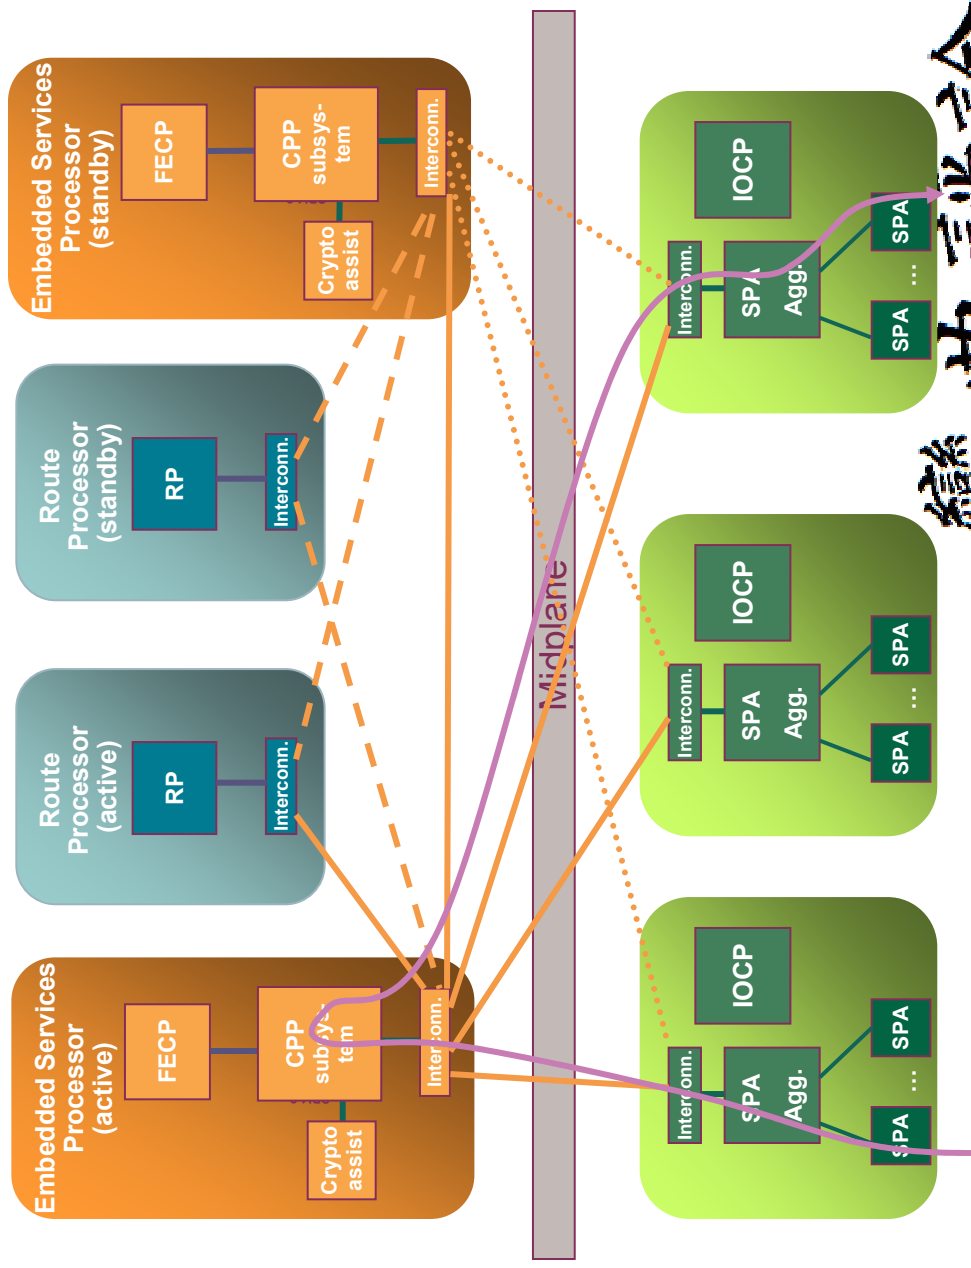 Embedded Services
Processor
(active)
FECP
CPP
subsys-
tem
Crypto
assist
Interconn.
Route
Processor
(active)
RP
Interconn.
Route
Processor
(standby)
RP
Interconn.
Embedded Services
Processor
(standby)
FECP
CPP
subsys-
tem
Crypto
assist
Interconn.
Midplane
Interconn.
SPA
Agg.
IOCP
SPA
...
SPA
Interconn.
SPA
Agg.
IOCP
SPA
...
SPA
Interconn.
SPA
Agg.
IOCP
SPA
...
SPA